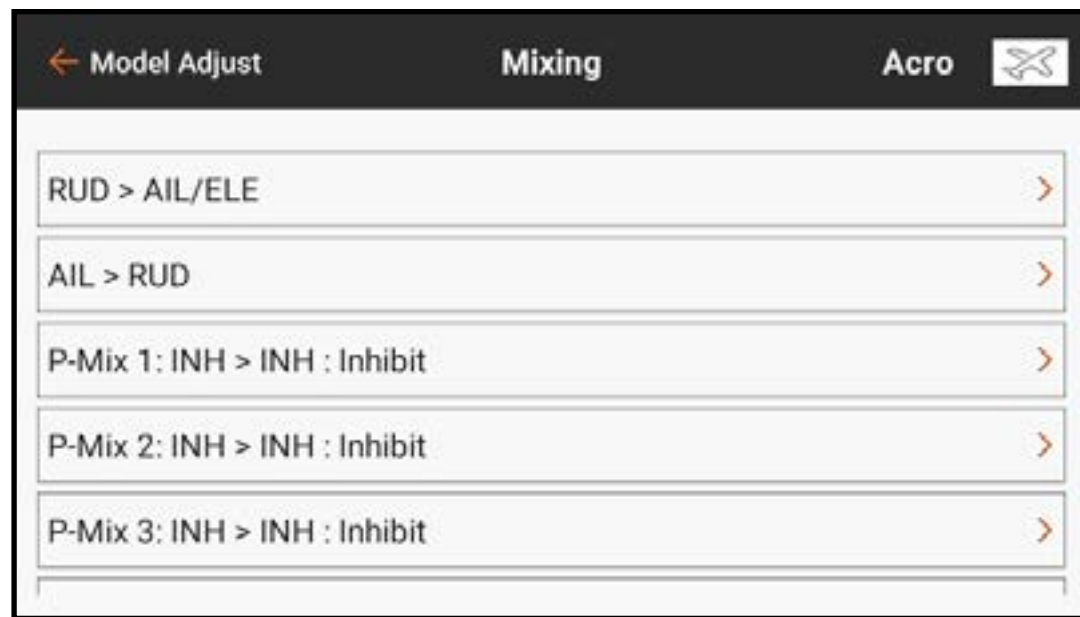 Model Adjust Mixing Acro
RUD > AIL/ELE
AIL > RUD
P-Mix 1: INH > INH : Inhibit
P-Mix 2: INH > INH : Inhibit
P-Mix 3: INH > INH : Inhibit